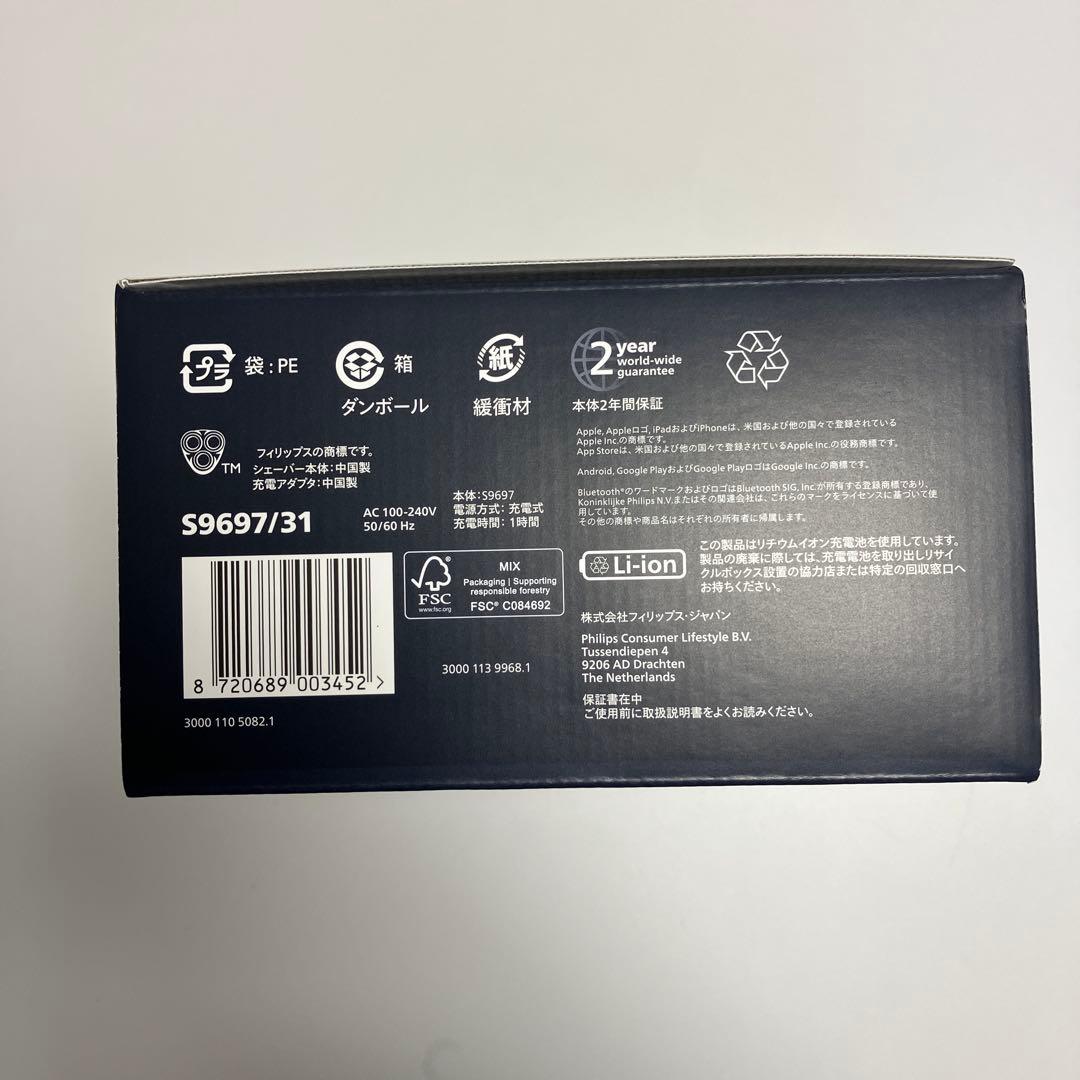 プラ
袋 : PE
箱
ダンボール
紙
緩衝材
2 year
world-wide
guarantee
本体2年間保証
TM
フィリップスの商標です。
シェーバー本体：中国製
充電アダプタ：中国製
S9697/31
AC 100-240V
50/60 Hz
本体：S9697
電源方式：充電式
充電時間：1時間
Apple, Appleロゴ, iPadおよびiPhoneは、米国および他の国々で登録されている
Apple Inc.の商標です。
App Storeは、米国および他の国々で登録されているApple Inc.の役務商標です。
Android, Google PlayおよびGoogle PlayロゴはGoogle Inc.の商標です。
Bluetooth®のワードマークおよびロゴはBluetooth SIG, Inc.が所有する登録商標であり、
Koninklijke Philips N.V.またはその関連会社は、これらのマークをライセンスに基づいて使
用しています。
その他の商標や商品名はそれぞれの所有者に帰属します。
FSC
www.fsc.org
MIX
Packaging | Supporting
responsible forestry
FSC® C084692
Li-ion
この製品はリチウムイオン充電池を使用しています。
製品の廃棄に際しては、充電電池を取り出しリサイ
クルボックス設置の協力店または特定の回収窓口へ
お持ちください。
8 720689 003452 >
3000 110 5082.1
3000 113 9968.1
株式会社フィリップス・ジャパン
Philips Consumer Lifestyle B.V.
Tussendiepen 4
9206 AD Drachten
The Netherlands
保証書在中
ご使用前に取扱説明書をよくお読みください。